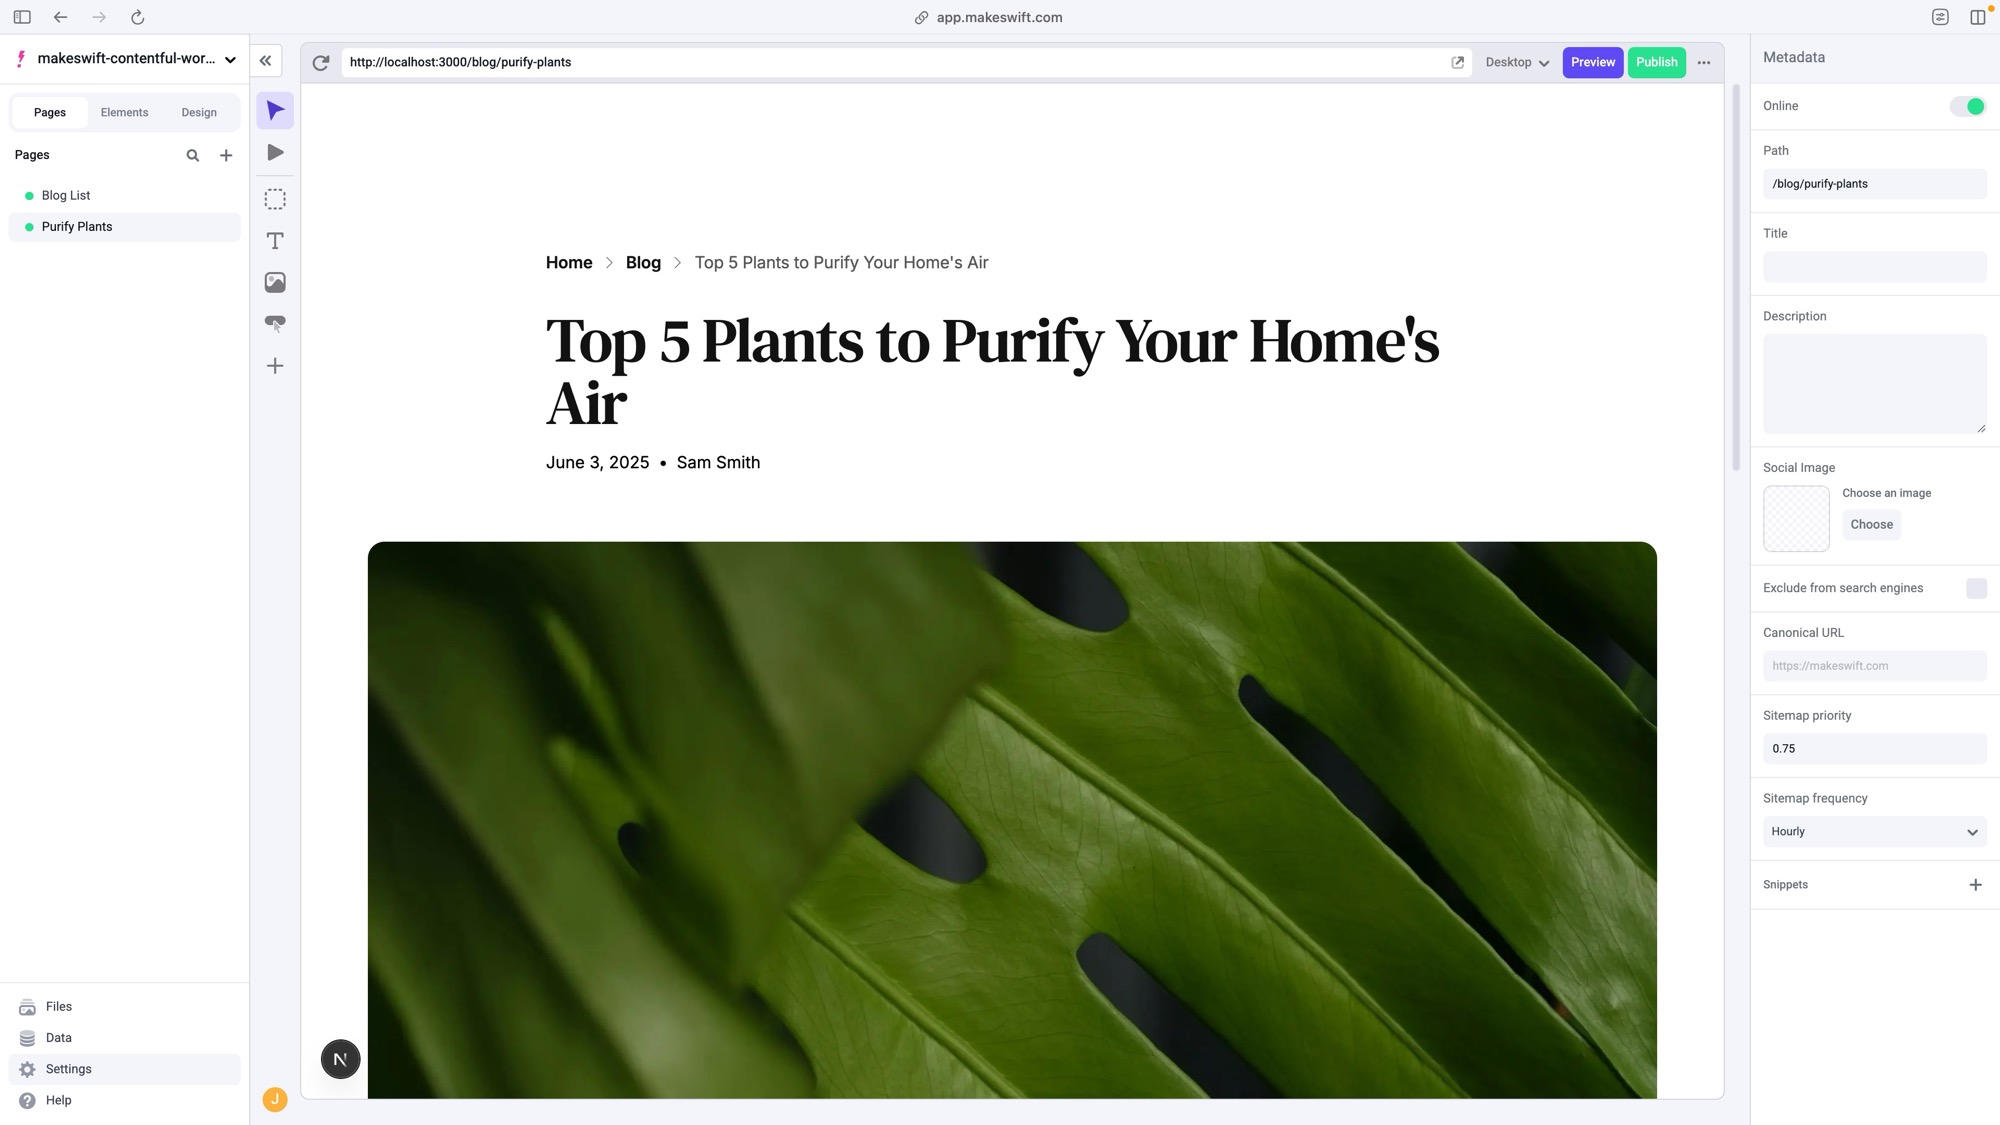 app.makeswift.com
makeswift-contentful-wor...
Pages
Elements
Design
Pages
Blog List
Purify Plants
Files
Data
Settings
Help
J
http://localhost:3000/blog/purify-plants
Desktop
Preview
Publish
Home
Blog
Top 5 Plants to Purify Your Home's Air
Top 5 Plants to Purify Your Home's
Air
June 3, 2025 • Sam Smith
N
Metadata
Online
Path
/blog/purify-plants
Title
Description
Social Image
Choose an image
Choose
Exclude from search engines
Canonical URL
https://makeswift.com
Sitemap priority
0.75
Sitemap frequency
Hourly
Snippets